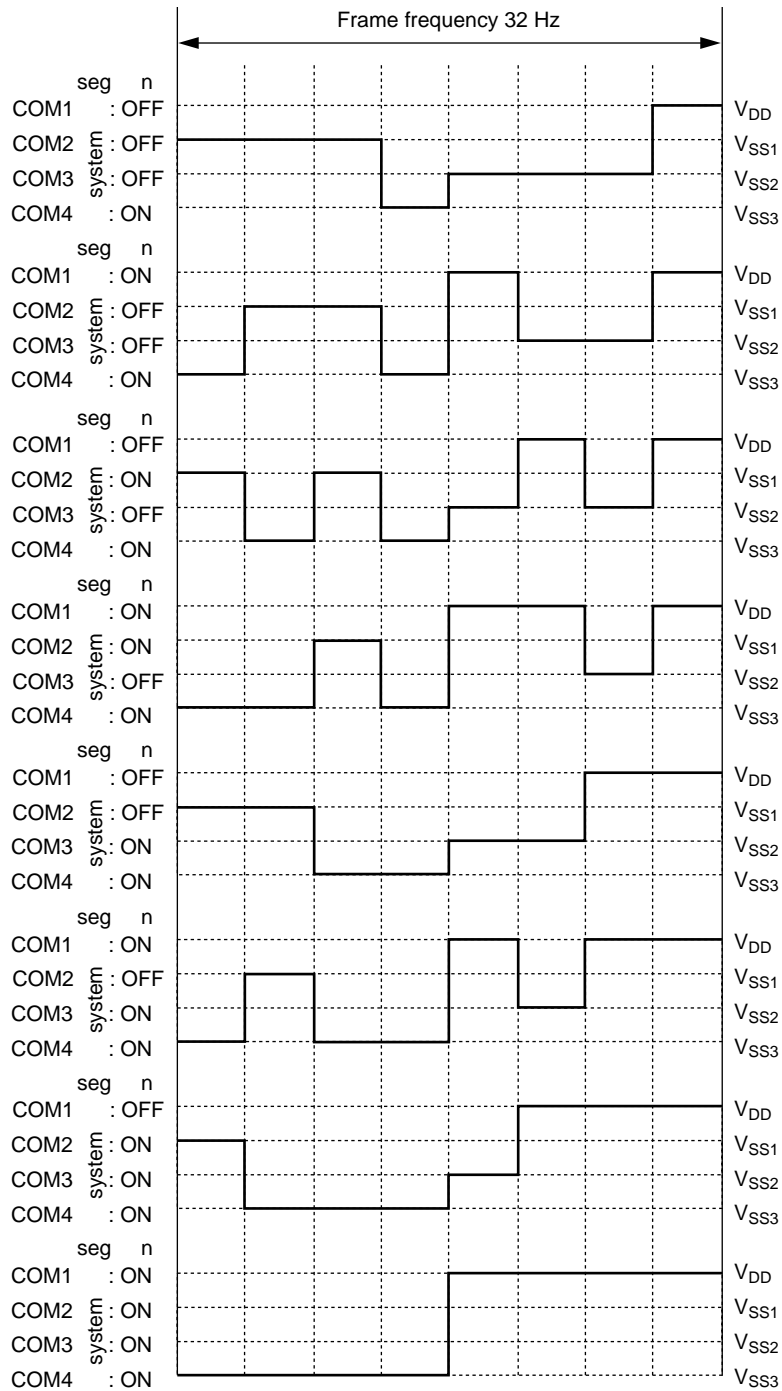 Frame frequency 32 Hz
seg n
COM1 : OFF VDD
COM2 : OFF VSS1
system
COM3 : OFF VSS2
COM4 : ON VSS3
seg n
COM1 : ON VDD
COM2 : OFF VSS1
system
COM3 : OFF VSS2
COM4 : ON VSS3
seg n
COM1 : OFF VDD
COM2 : ON VSS1
system
COM3 : OFF VSS2
COM4 : ON VSS3
seg n
COM1 : ON VDD
COM2 : ON VSS1
system
COM3 : OFF VSS2
COM4 : ON VSS3
seg n
COM1 : OFF VDD
COM2 : OFF VSS1
system
COM3 : ON VSS2
COM4 : ON VSS3
seg n
COM1 : ON VDD
COM2 : OFF VSS1
system
COM3 : ON VSS2
COM4 : ON VSS3
seg n
COM1 : OFF VDD
COM2 : ON VSS1
system
COM3 : ON VSS2
COM4 : ON VSS3
seg n
COM1 : ON VDD
COM2 : ON VSS1
system
COM3 : ON VSS2
COM4 : ON VSS3